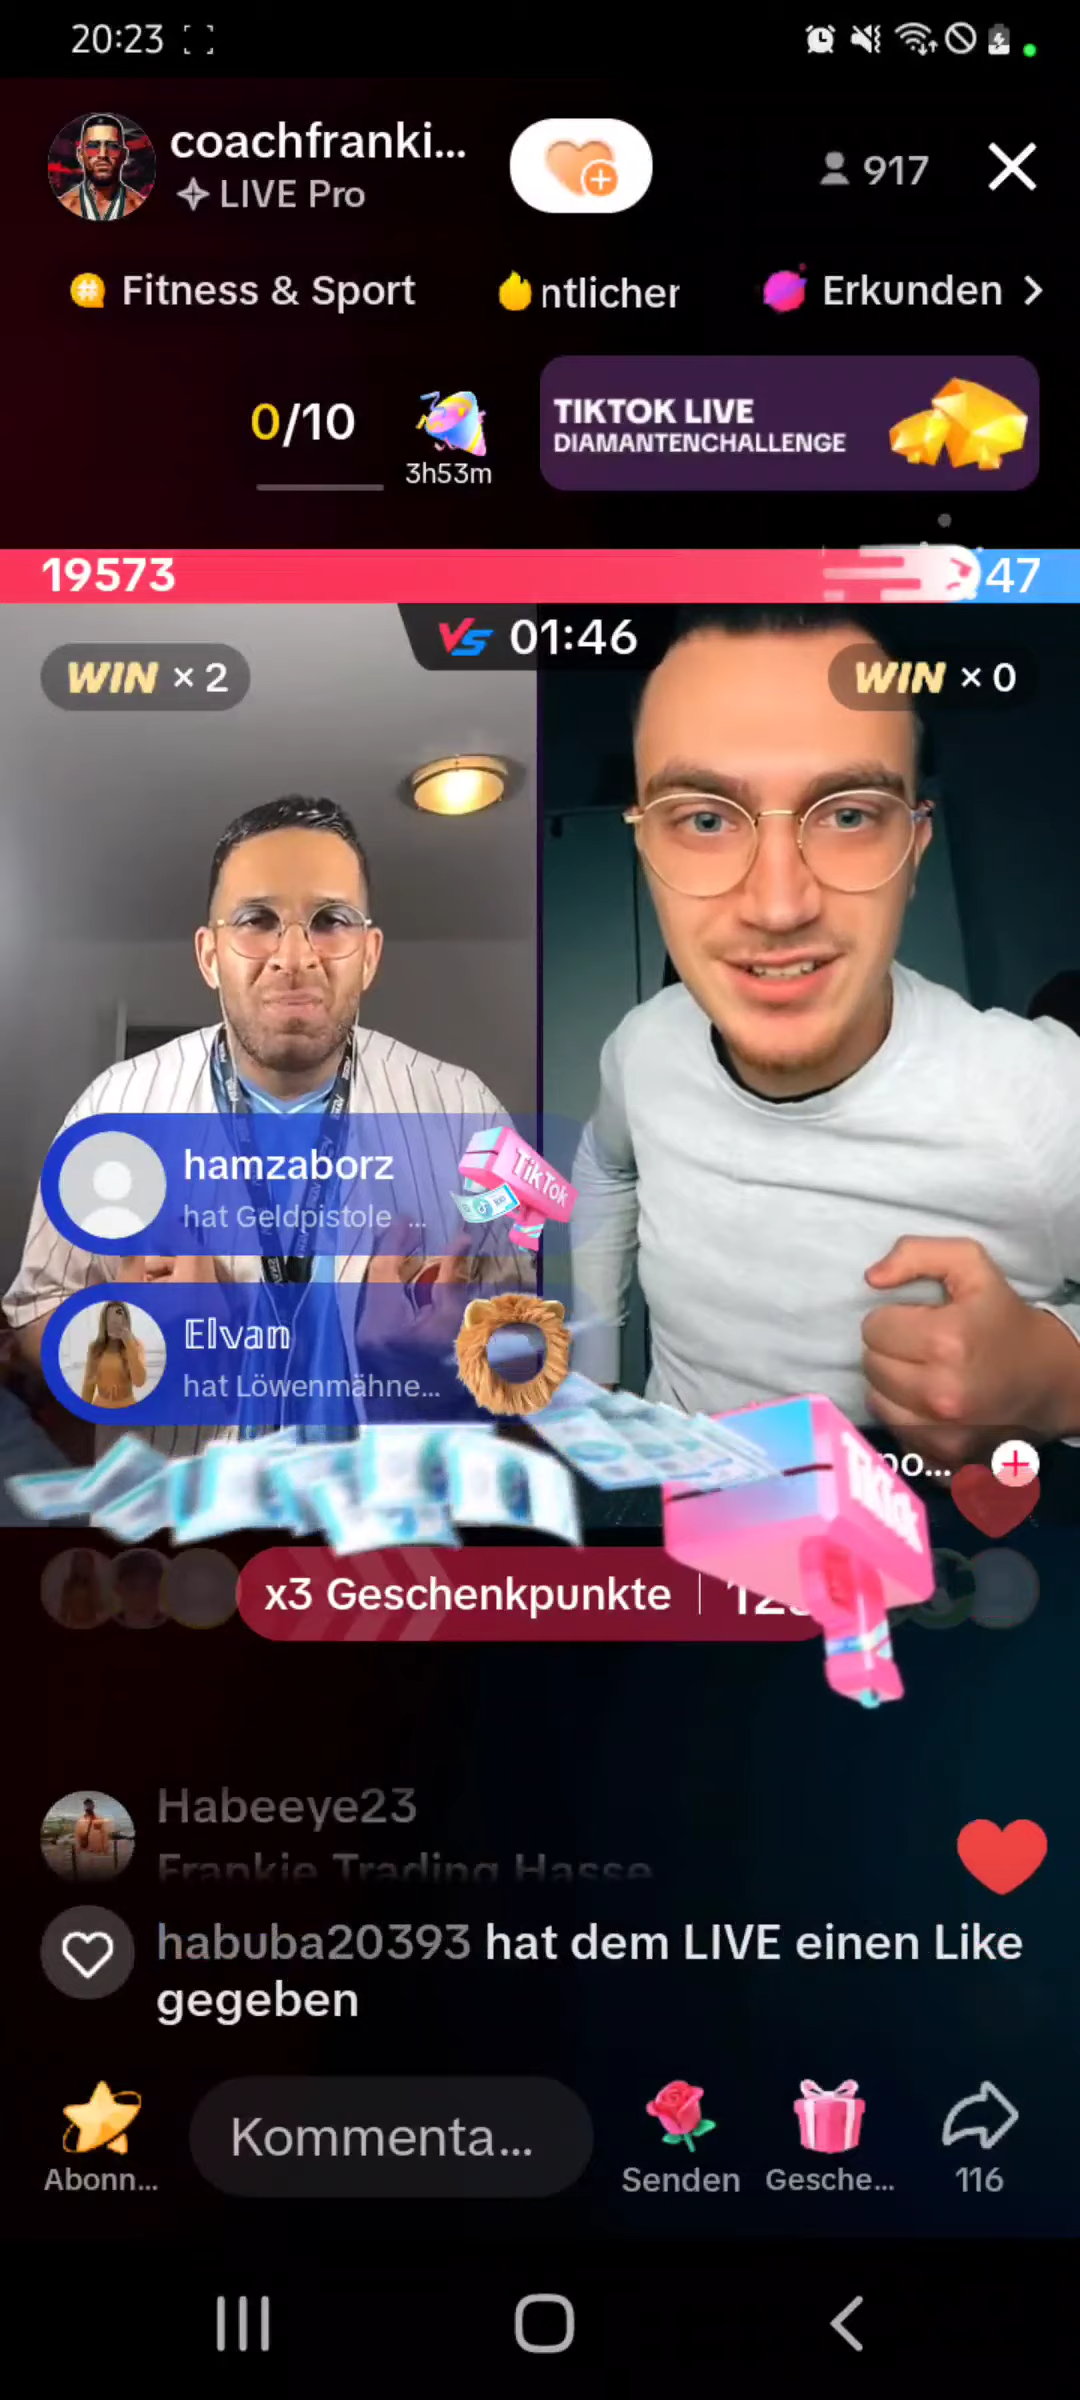 20:23
coachfranki...
LIVE Pro
917
Fitness & Sport
ntlicher
Erkunden
0/10
3h53m
TIKTOK LIVE
DIAMANTENCHALLENGE
19573
47
VS 01:46
WIN × 2
WIN × 0
hamzaborz
hat Geldpistole ...
TikTok
Elvan
hat Löwenmähne...
TikTok
x3 Geschenkpunkte
Habeeye23
Frankie Trading Hasse
habuba20393 hat dem LIVE einen Like
gegeben
Abonn...
Kommenta...
Senden
Gesche...
116